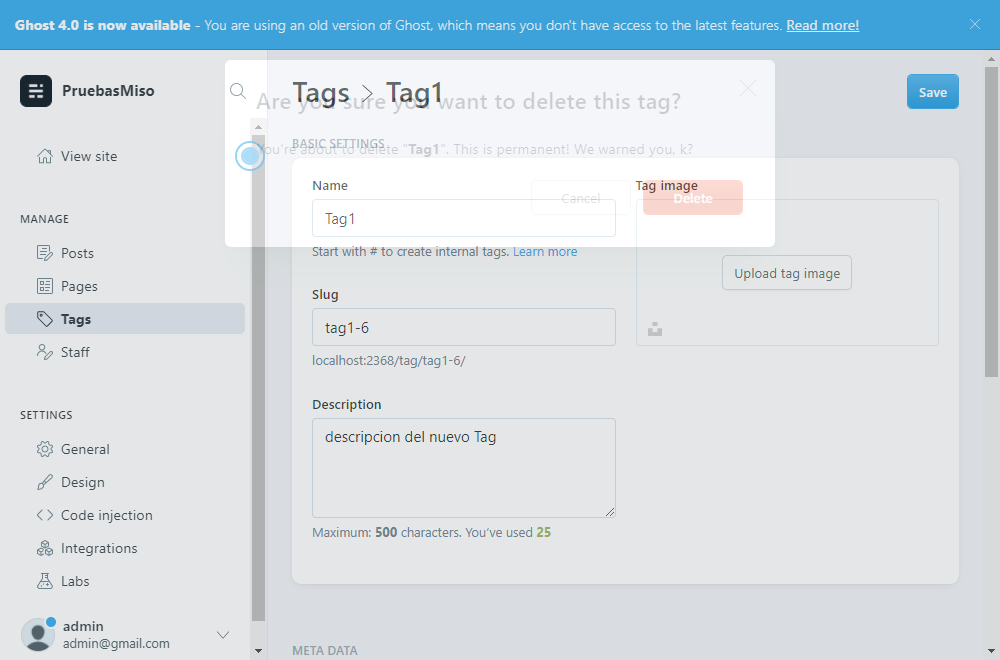 Ghost 4.0 is now available - You are using an old version of Ghost, which means you don't have access to the latest features. Read more!
PruebasMiso
View site
MANAGE
Posts
Pages
Tags
Staff
SETTINGS
General
Design
Code injection
Integrations
Labs
admin
admin@gmail.com
Tags > Tag1
Save
Are you sure you want to delete this tag?
You're about to delete "Tag1". This is permanent! We warned you, k?
Cancel
Delete
BASIC SETTINGS
Name
Tag1
Start with # to create internal tags. Learn more
Slug
tag1-6
localhost:2368/tag/tag1-6/
Description
descripcion del nuevo Tag
Maximum: 500 characters. You've used 25
Tag image
Upload tag image
META DATA